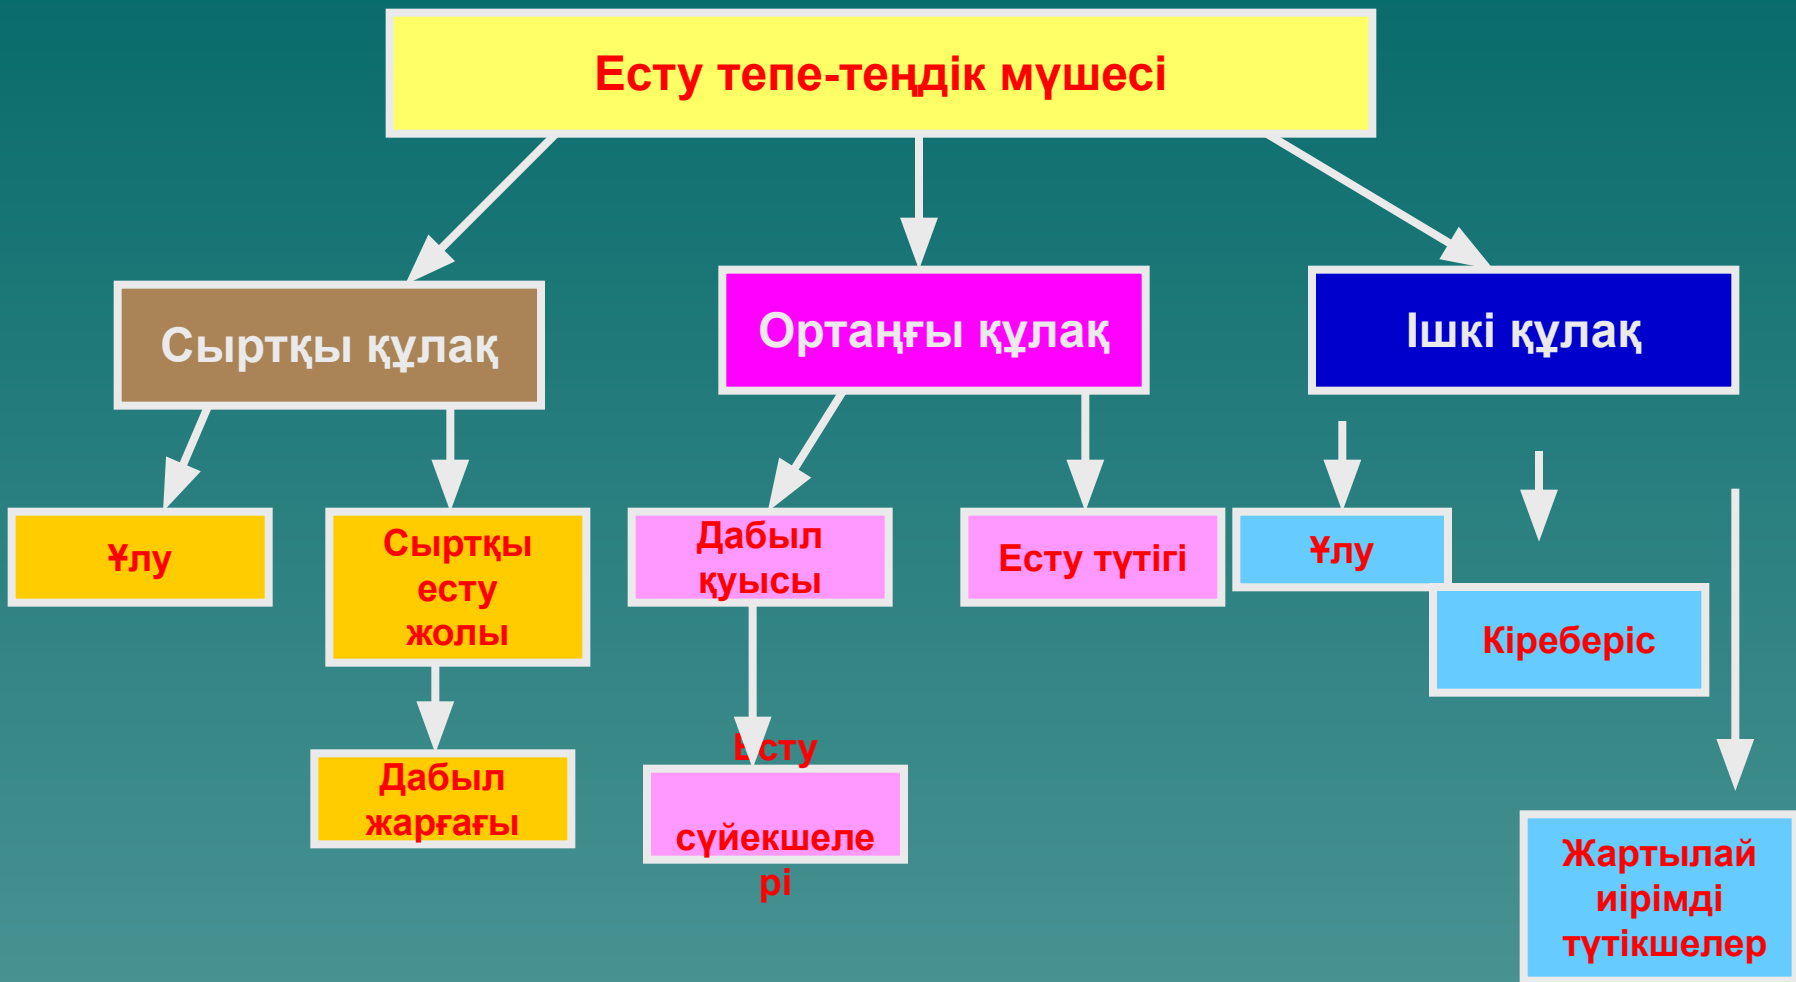 Есту тепе-теңдік мүшесі
Сыртқы құлақ
Ортаңғы құлақ
Ішкі құлақ
Ұлу
Сыртқы
есту
жолы
Дабыл
қуысы
Есту түтігі
Ұлу
Кіреберіс
Дабыл
жарғағы
Есту
сүйекшеле
рі
Жартылай
иірімді
түтікшелер